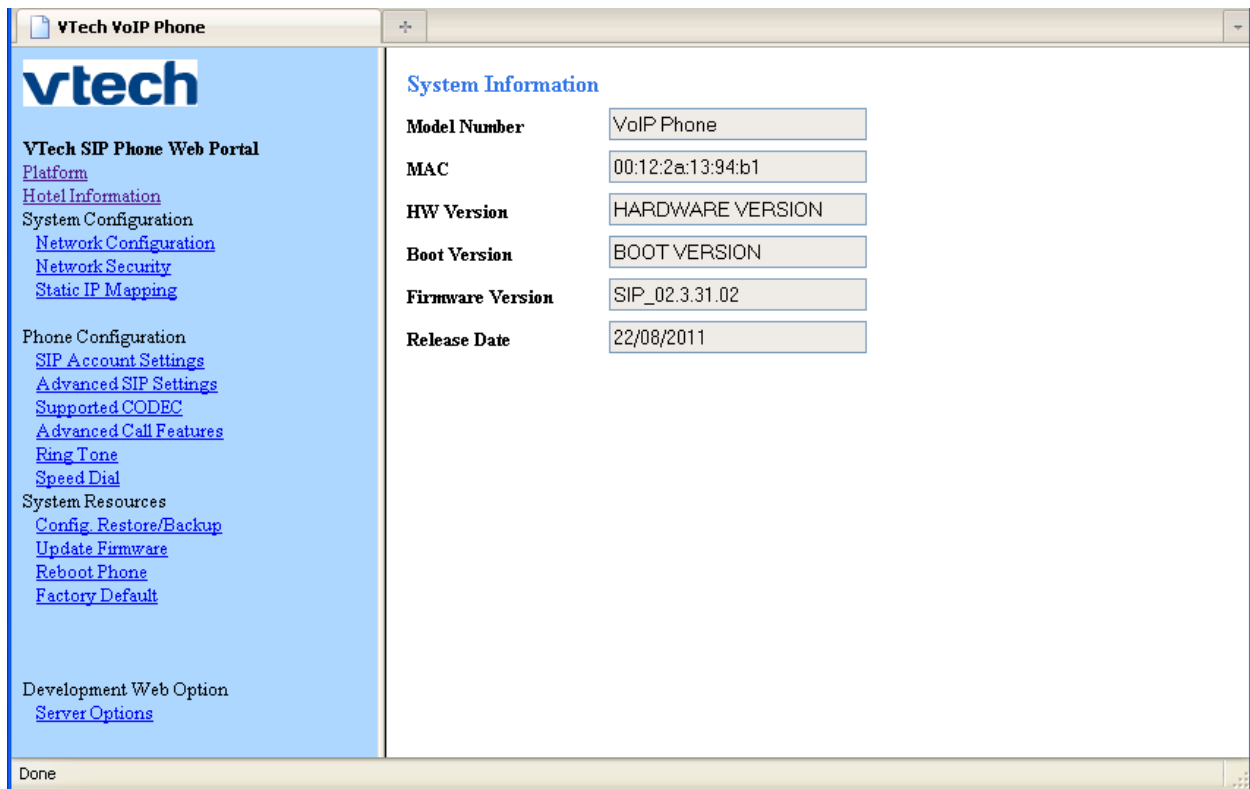 VTech VoIP Phone
vtech
VTech SIP Phone Web Portal
Platform
Hotel Information
System Configuration
Network Configuration
Network Security
Static IP Mapping
Phone Configuration
SIP Account Settings
Advanced SIP Settings
Supported CODEC
Advanced Call Features
Ring Tone
Speed Dial
System Resources
Config. Restore/Backup
Update Firmware
Reboot Phone
Factory Default
Development Web Option
Server Options
System Information
Model Number VoIP Phone
MAC 00:12:2a:13:94:b1
HW Version HARDWARE VERSION
Boot Version BOOT VERSION
Firmware Version SIP_02.3.31.02
Release Date 22/08/2011
Done